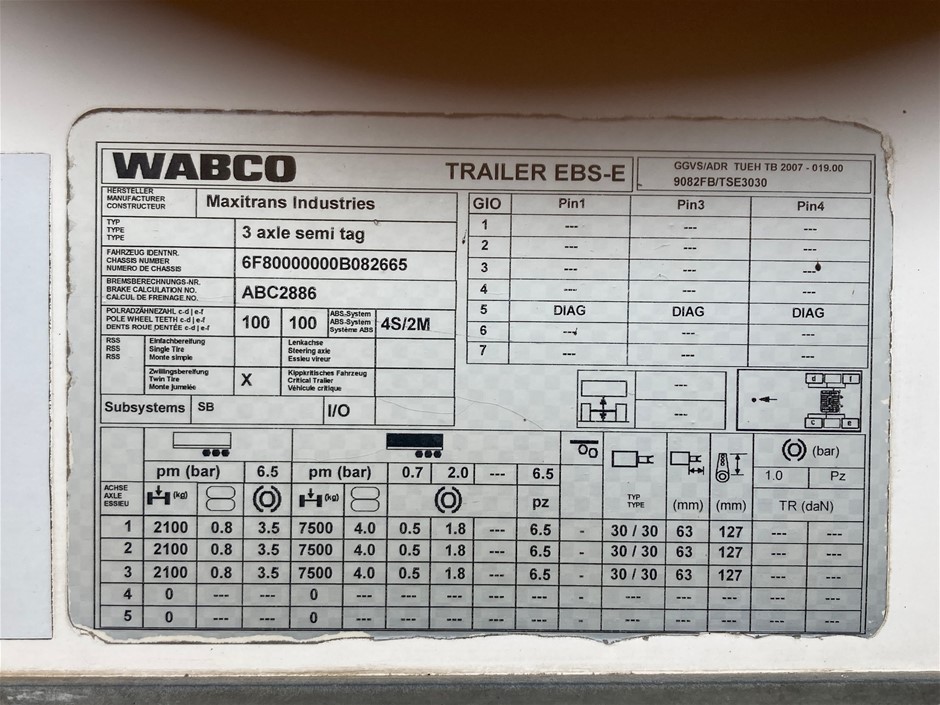 WABCO
TRAILER EBS-E
GGVS/ADR TUEH TB 2007 - 019.00
9082FB/TSE3030
HERSTELLER
MANUFACTURER
CONSTRUCTEUR
Maxitrans Industries
TYP
TYPE
TYPE
3 axle semi tag
FAHRZEUG IDENTNR.
CHASSIS NUMBER
NUMERO DE CHASSIS
6F80000000B082665
BREMSBERECHNUNGS-NR.
BRAKE CALCULATION NO.
CALCUL DE FREINAGE NO.
ABC2886
POLRADZÄHNEZAHL c-d | e-f
POLE WHEEL TEETH c-d | e-f
DENTS ROUE DENTÉE c-d | e-f
100 100
ABS-System
ABS-System
Système ABS
4S/2M
RSS
RSS
RSS
Einfachbereifung
Single Tire
Monte simple
Lenkachse
Steering axle
Essieu vireur
Zwillingsbereifung
Twin Tire
Monte jumelée
X
Kippkritisches Fahrzeug
Critical Trailer
Véhicule critique
Subsystems SB I/O
GIO Pin1 Pin3 Pin4
1 --- --- ---
2 --- --- ---
3 --- --- ---
4 --- --- ---
5 DIAG DIAG DIAG
6 --- --- ---
7 --- --- ---
---
---
d f
c e
pm (bar) 6.5 pm (bar) 0.7 2.0 --- 6.5
(bar)
1.0 Pz
ACHSE
AXLE
ESSIEU
(kg) (kg) pz
TYP
TYPE
(mm) (mm) TR (daN)
1 2100 0.8 3.5 7500 4.0 0.5 1.8 --- 6.5 - 30 / 30 63 127 --- ---
2 2100 0.8 3.5 7500 4.0 0.5 1.8 --- 6.5 - 30 / 30 63 127 --- ---
3 2100 0.8 3.5 7500 4.0 0.5 1.8 --- 6.5 - 30 / 30 63 127 --- ---
4 0 --- --- 0 --- --- --- --- --- - --- --- --- --- ---
5 0 --- --- 0 --- --- --- --- --- - --- --- --- --- ---